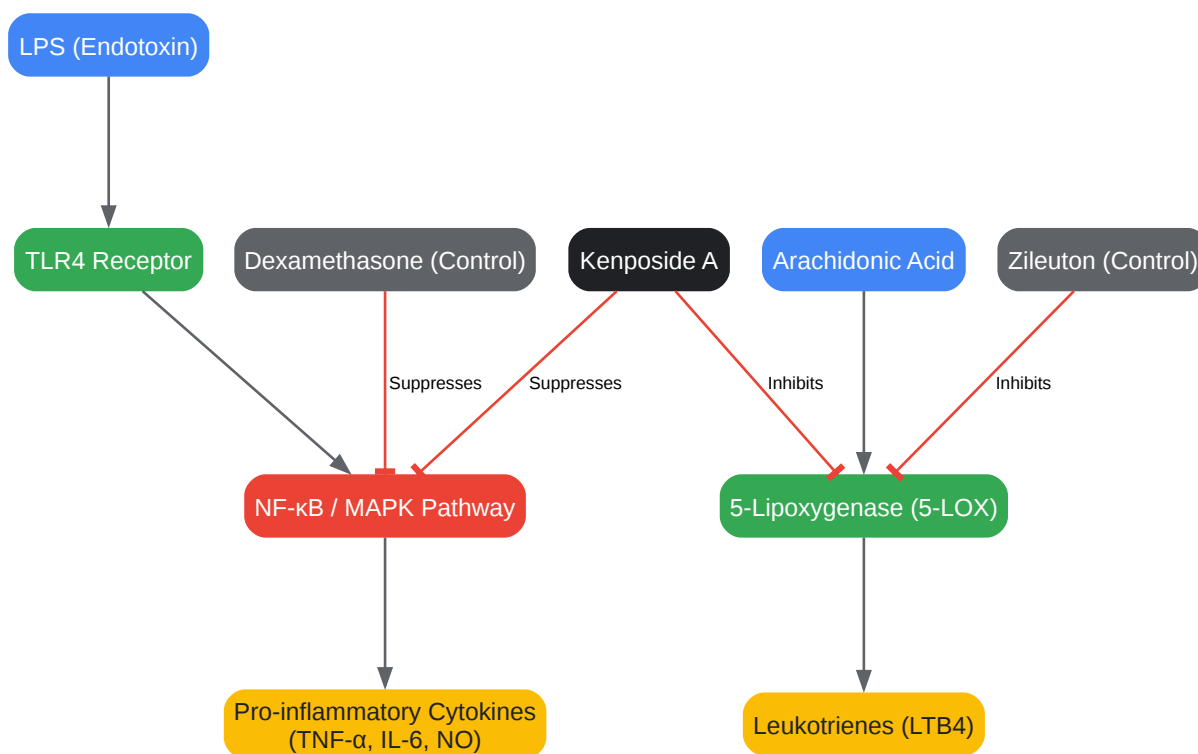 LPS (Endotoxin)
TLR4 Receptor
Dexamethasone (Control)
Kenposide A
Arachidonic Acid
Zileuton (Control)
Suppresses
Suppresses
Inhibits
Inhibits
NF-κB / MAPK Pathway
5-Lipoxygenase (5-LOX)
Pro-inflammatory Cytokines
(TNF-α, IL-6, NO)
Leukotrienes (LTB4)